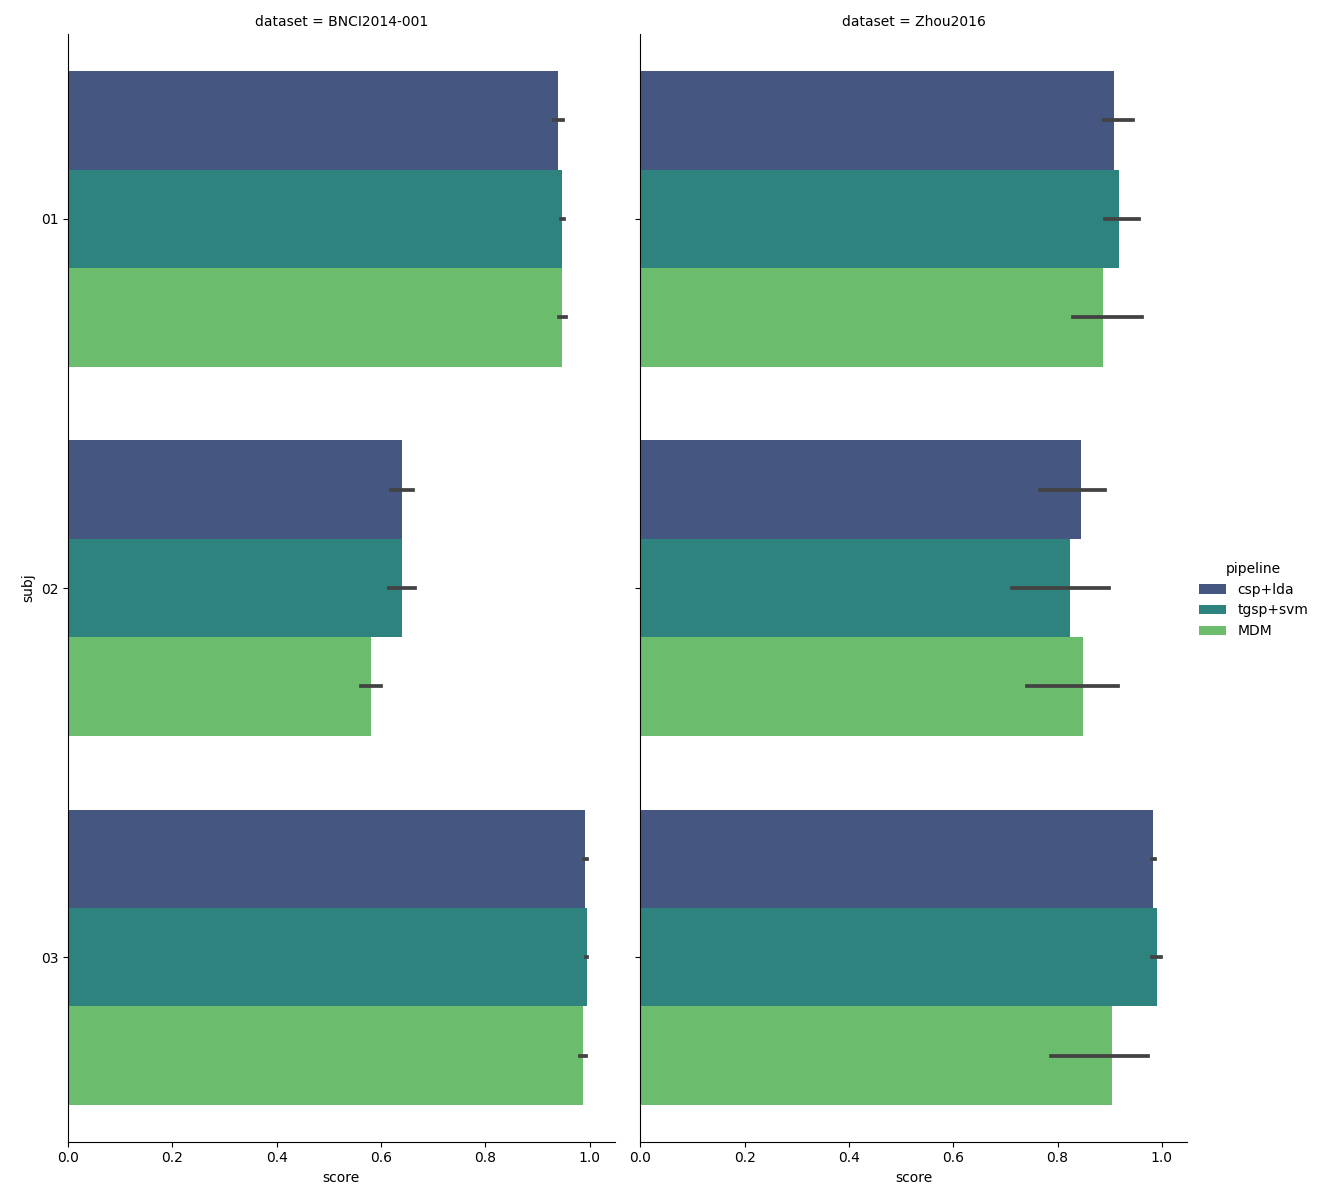 dataset = BNCI2014-001
dataset = Zhou2016
subj
01
02
03
0.0 0.2 0.4 0.6 0.8 1.0
score
0.0 0.2 0.4 0.6 0.8 1.0
score
pipeline
csp+lda
tgsp+svm
MDM